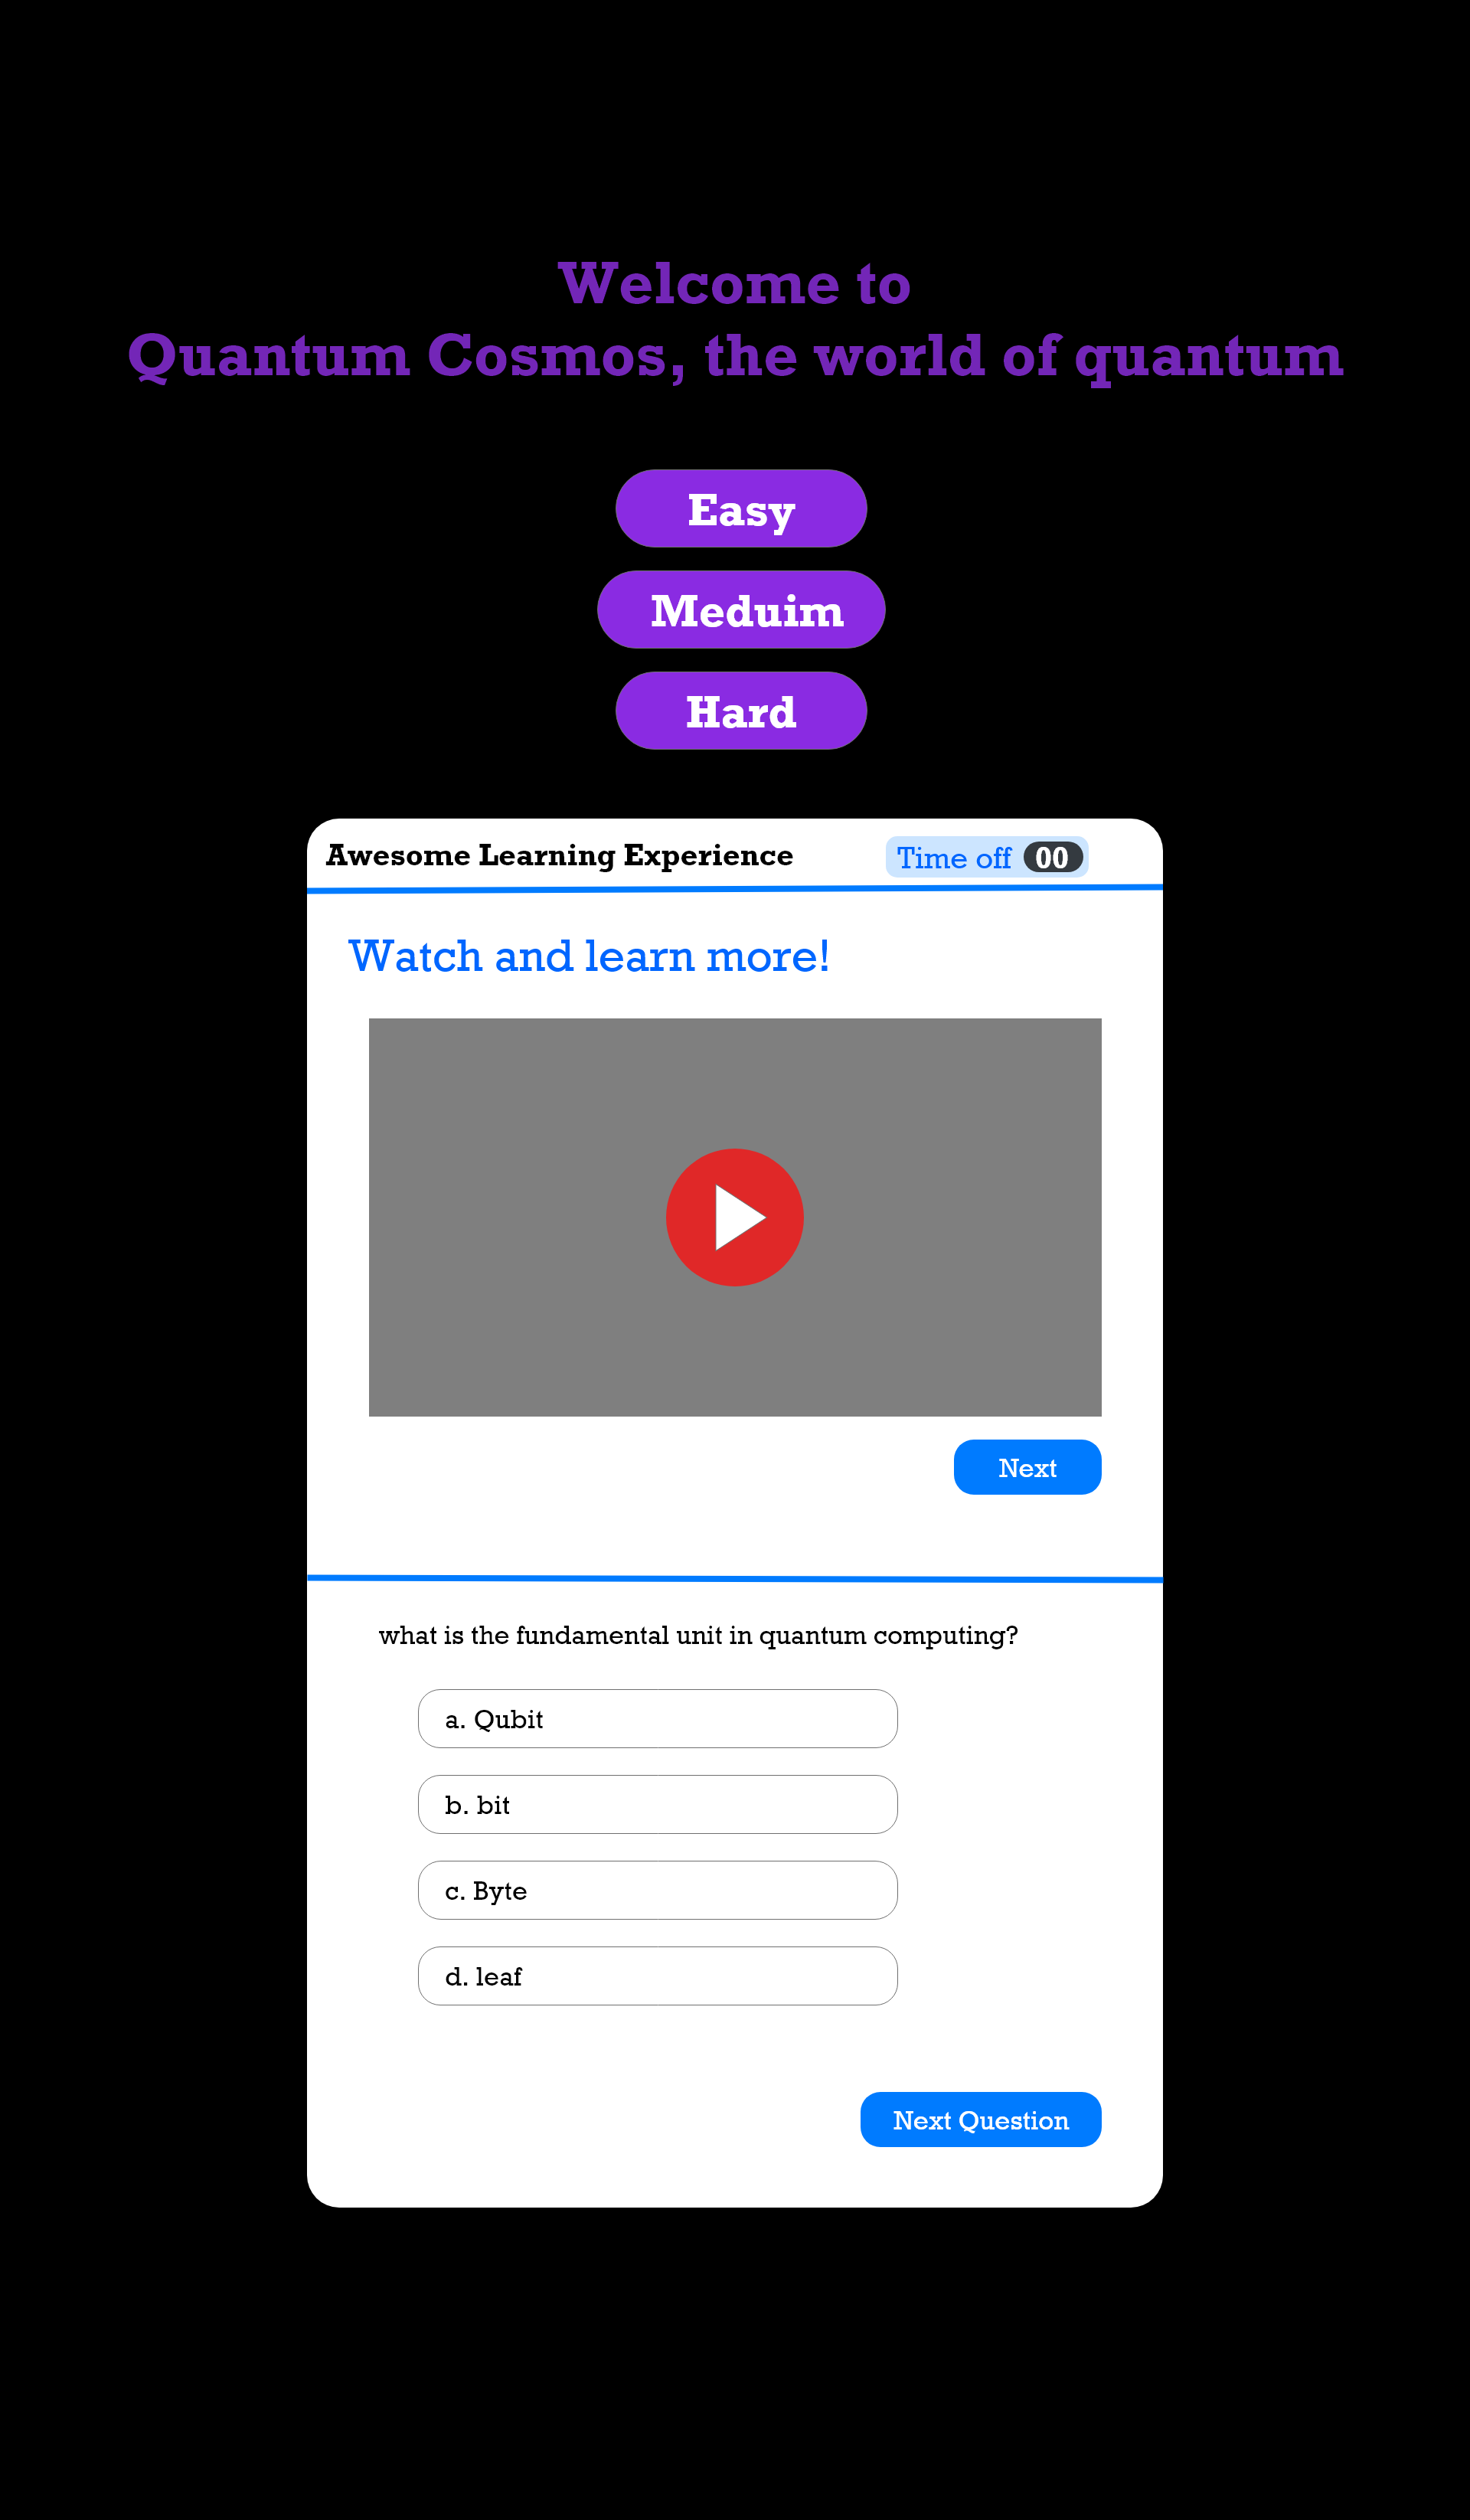 Welcome to
Quantum Cosmos, the world of quantum
Easy
Meduim
Hard
Awesome Learning Experience
Time off 00
Watch and learn more!
Next
what is the fundamental unit in quantum computing?
a. Qubit
b. bit
c. Byte
d. leaf
Next Question